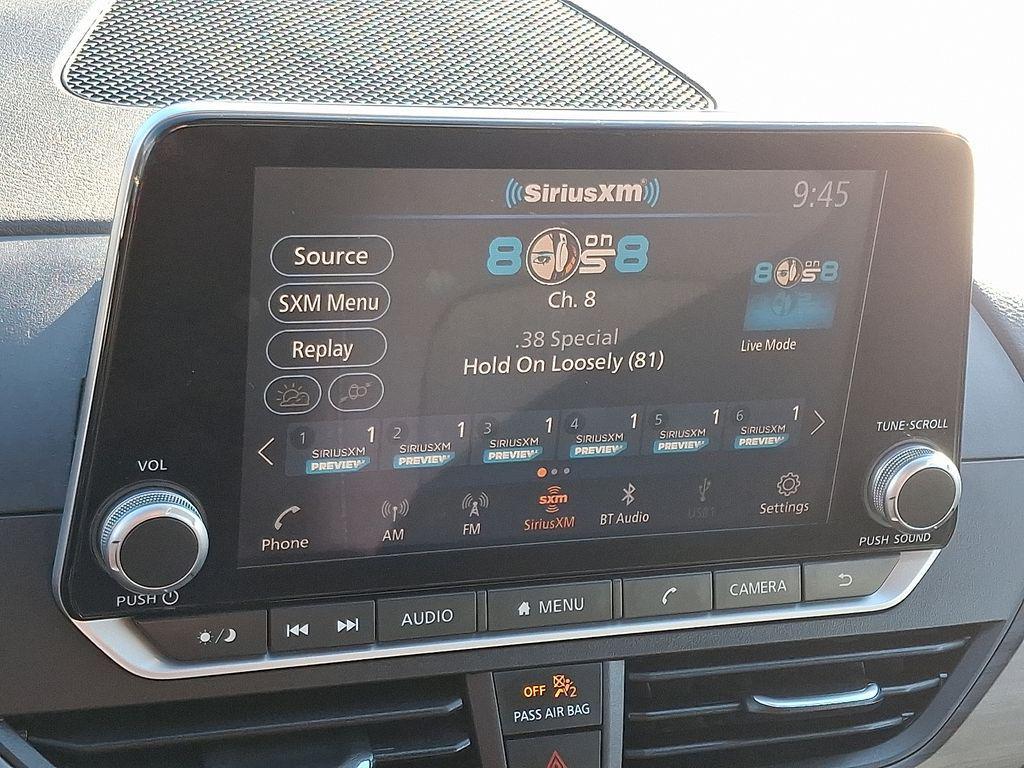 SiriusXM
9:45
Source
SXM Menu
Replay
80s on 8
Ch. 8
.38 Special
Hold On Loosely (81)
80s on 8
Live Mode
1 1 SIRIUSXM PREVIEW
2 1 SIRIUSXM PREVIEW
3 1 SIRIUSXM PREVIEW
4 1 SIRIUSXM PREVIEW
5 1 SIRIUSXM PREVIEW
6 1 SIRIUSXM PREVIEW
Phone
AM
FM
sxm
SiriusXM
BT Audio
USB1
Settings
VOL
PUSH
TUNE·SCROLL
PUSH SOUND
AUDIO
MENU
CAMERA
OFF 2
PASS AIR BAG